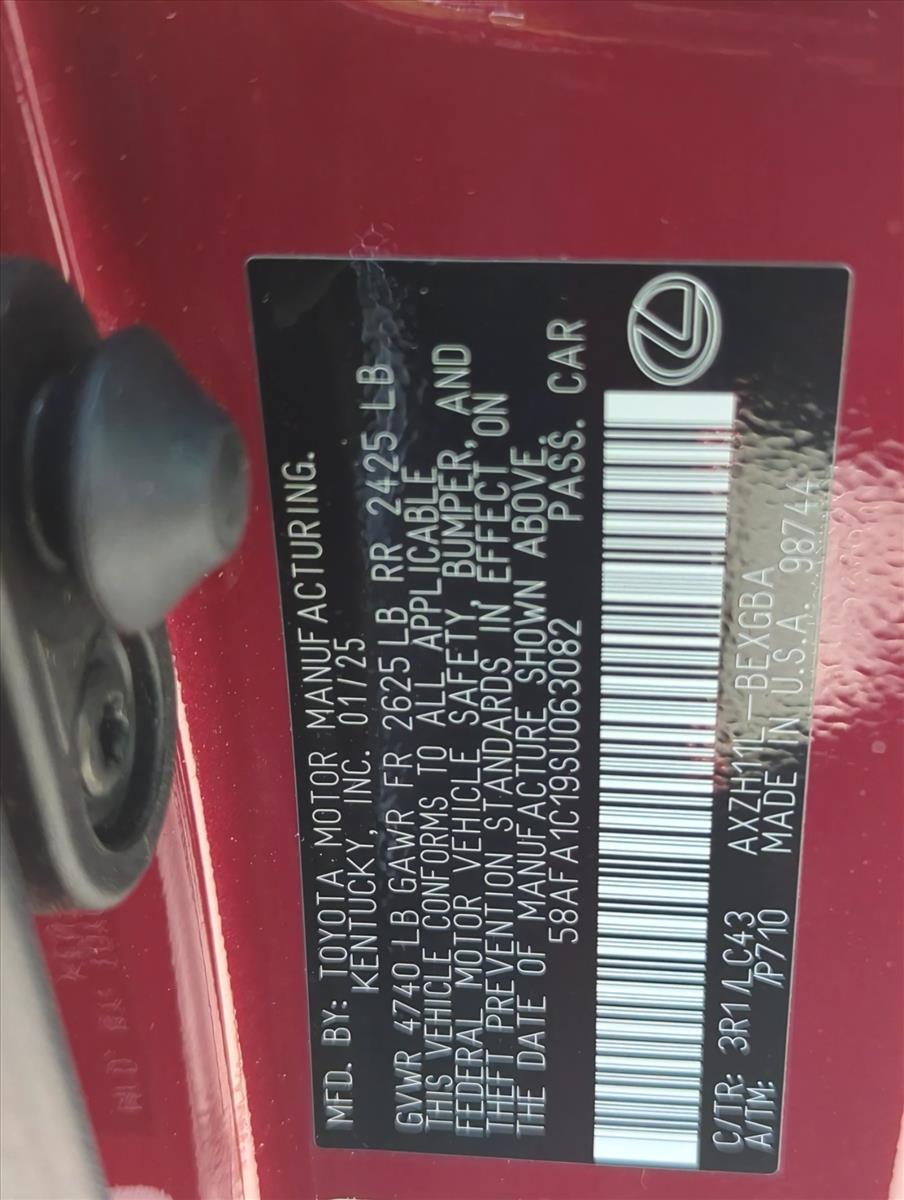 MFD. BY: TOYOTA MOTOR MANUFACTURING.
KENTUCKY, INC. 01/25
GVWR 4740 LB GAWR FR 2625 LB RR 2425 LB
THIS VEHICLE CONFORMS TO ALL APPLICABLE
FEDERAL MOTOR VEHICLE SAFETY, BUMPER, AND
THEFT PREVENTION STANDARDS IN EFFECT ON
THE DATE OF MANUFACTURE SHOWN ABOVE.
58AFA1C19SU063082 PASS. CAR
C/TR: 3R1/LC43 AXZH11L-BEXGBA
A/TM: /P710 MADE IN U.S.A. 98744